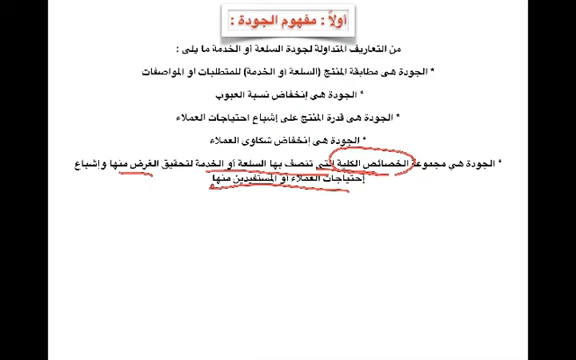 أولاً : مفهوم الجودة :
من التعاريف المتداولة لجودة السلعة أو الخدمة ما يلى :
* الجودة هى مطابقة المنتج (السلعة أو الخدمة) للمتطلبات أو المواصفات
* الجودة هى إنخفاض نسبة العيوب
* الجودة هى قدرة المنتج على إشباع احتياجات العملاء
* الجودة هى إنخفاض شكاوى العملاء
* الجودة هي مجموعة الخصائص الكلية التى تتصف بها السلعة أو الخدمة لتحقيق الغرض منها وإشباع
إحتياجات العملاء أو المستفيدين منها